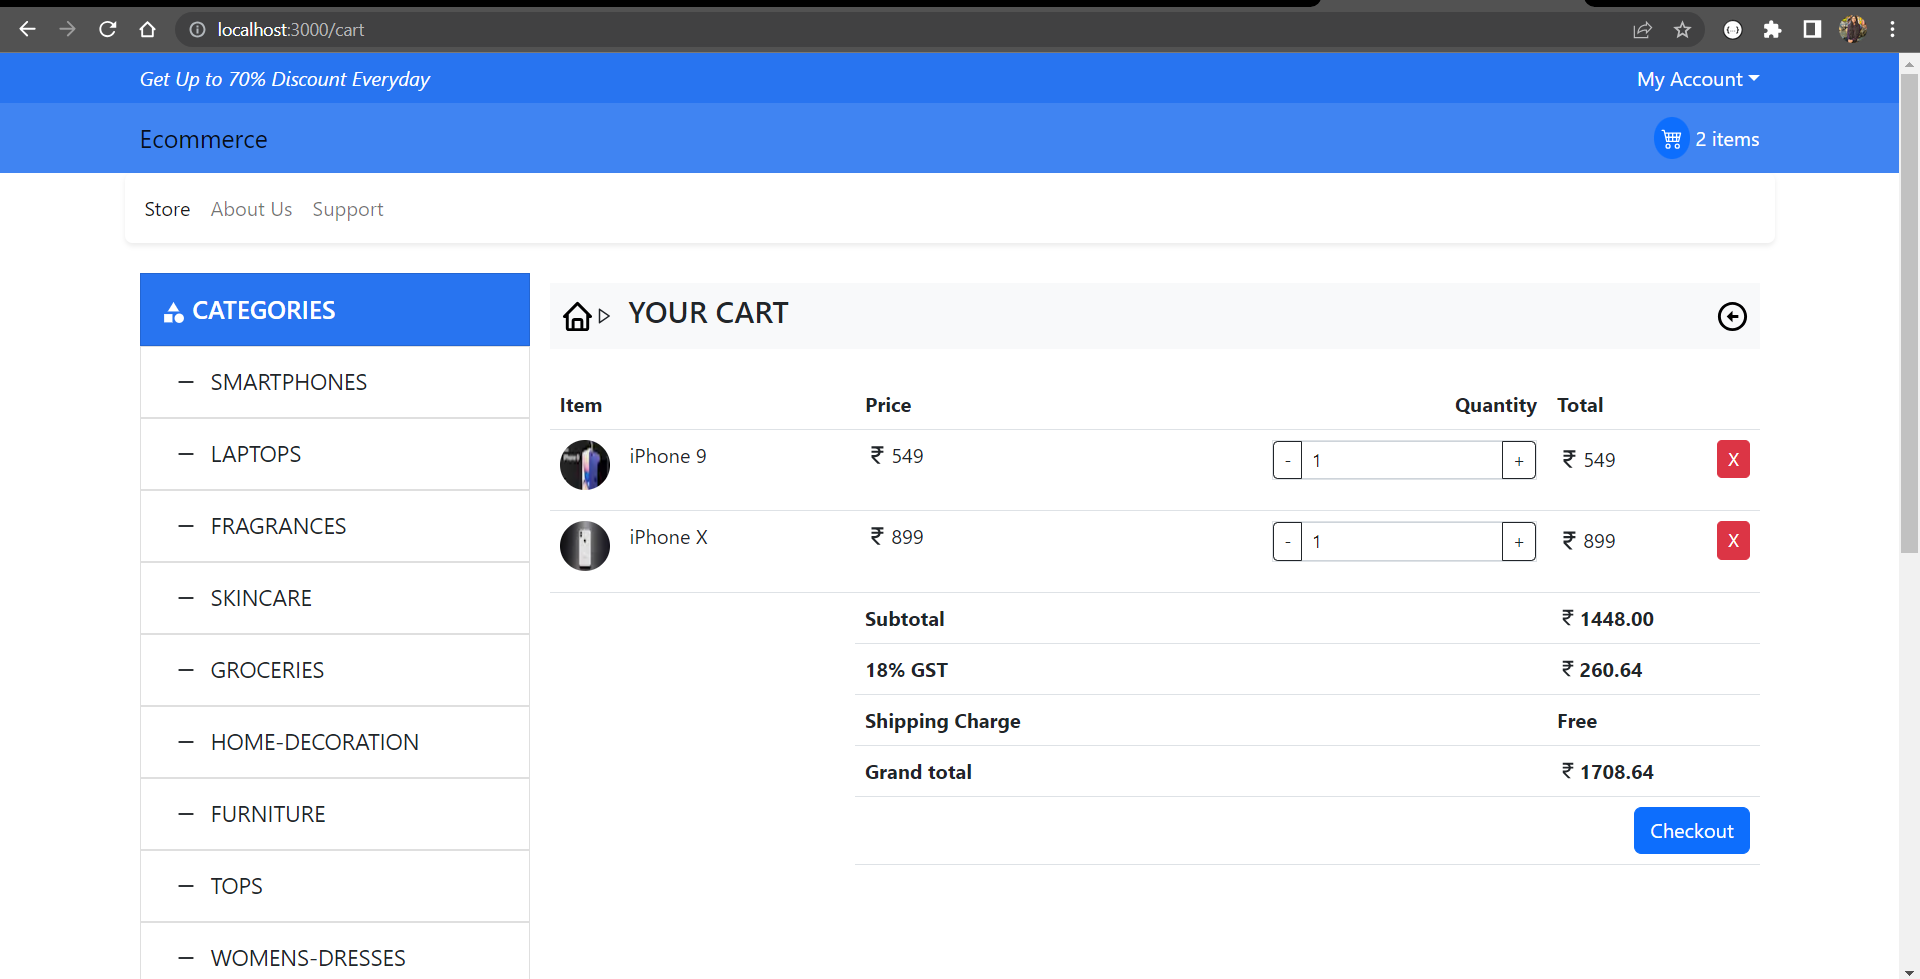 localhost:3000/cart
Get Up to 70% Discount Everyday
My Account
Ecommerce
2 items
Store About Us Support
CATEGORIES
SMARTPHONES
LAPTOPS
FRAGRANCES
SKINCARE
GROCERIES
HOME-DECORATION
FURNITURE
TOPS
WOMENS-DRESSES
YOUR CART
Item Price Quantity Total
iPhone 9 ₹ 549 - 1 + ₹ 549 X
iPhone X ₹ 899 - 1 + ₹ 899 X
Subtotal ₹ 1448.00
18% GST ₹ 260.64
Shipping Charge Free
Grand total ₹ 1708.64
Checkout